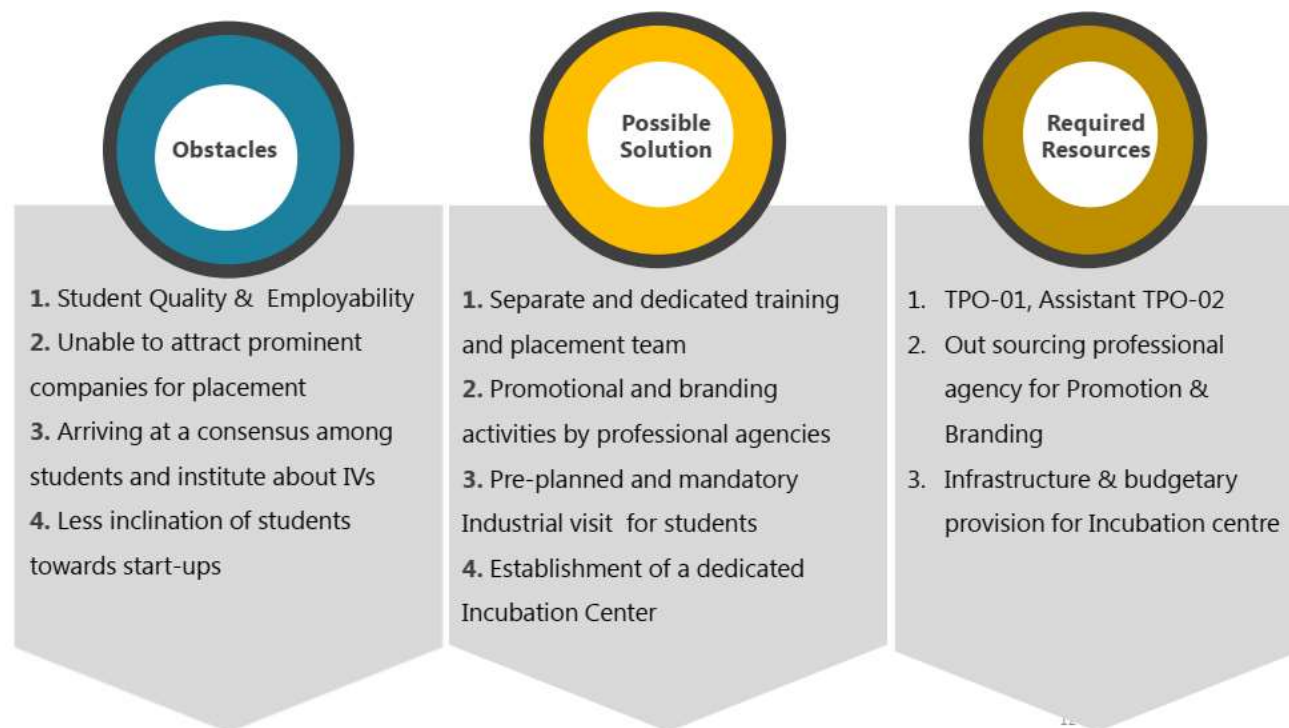 Obstacles
1. Student Quality & Employability
2. Unable to attract prominent
companies for placement
3. Arriving at a consensus among
students and institute about IVs
4. Less inclination of students
towards start-ups
Possible
Solution
1. Separate and dedicated training
and placement team
2. Promotional and branding
activities by professional agencies
3. Pre-planned and mandatory
Industrial visit for students
4. Establishment of a dedicated
Incubation Center
Required
Resources
1. TPO-01, Assistant TPO-02
2. Out sourcing professional
agency for Promotion &
Branding
3. Infrastructure & budgetary
provision for Incubation centre